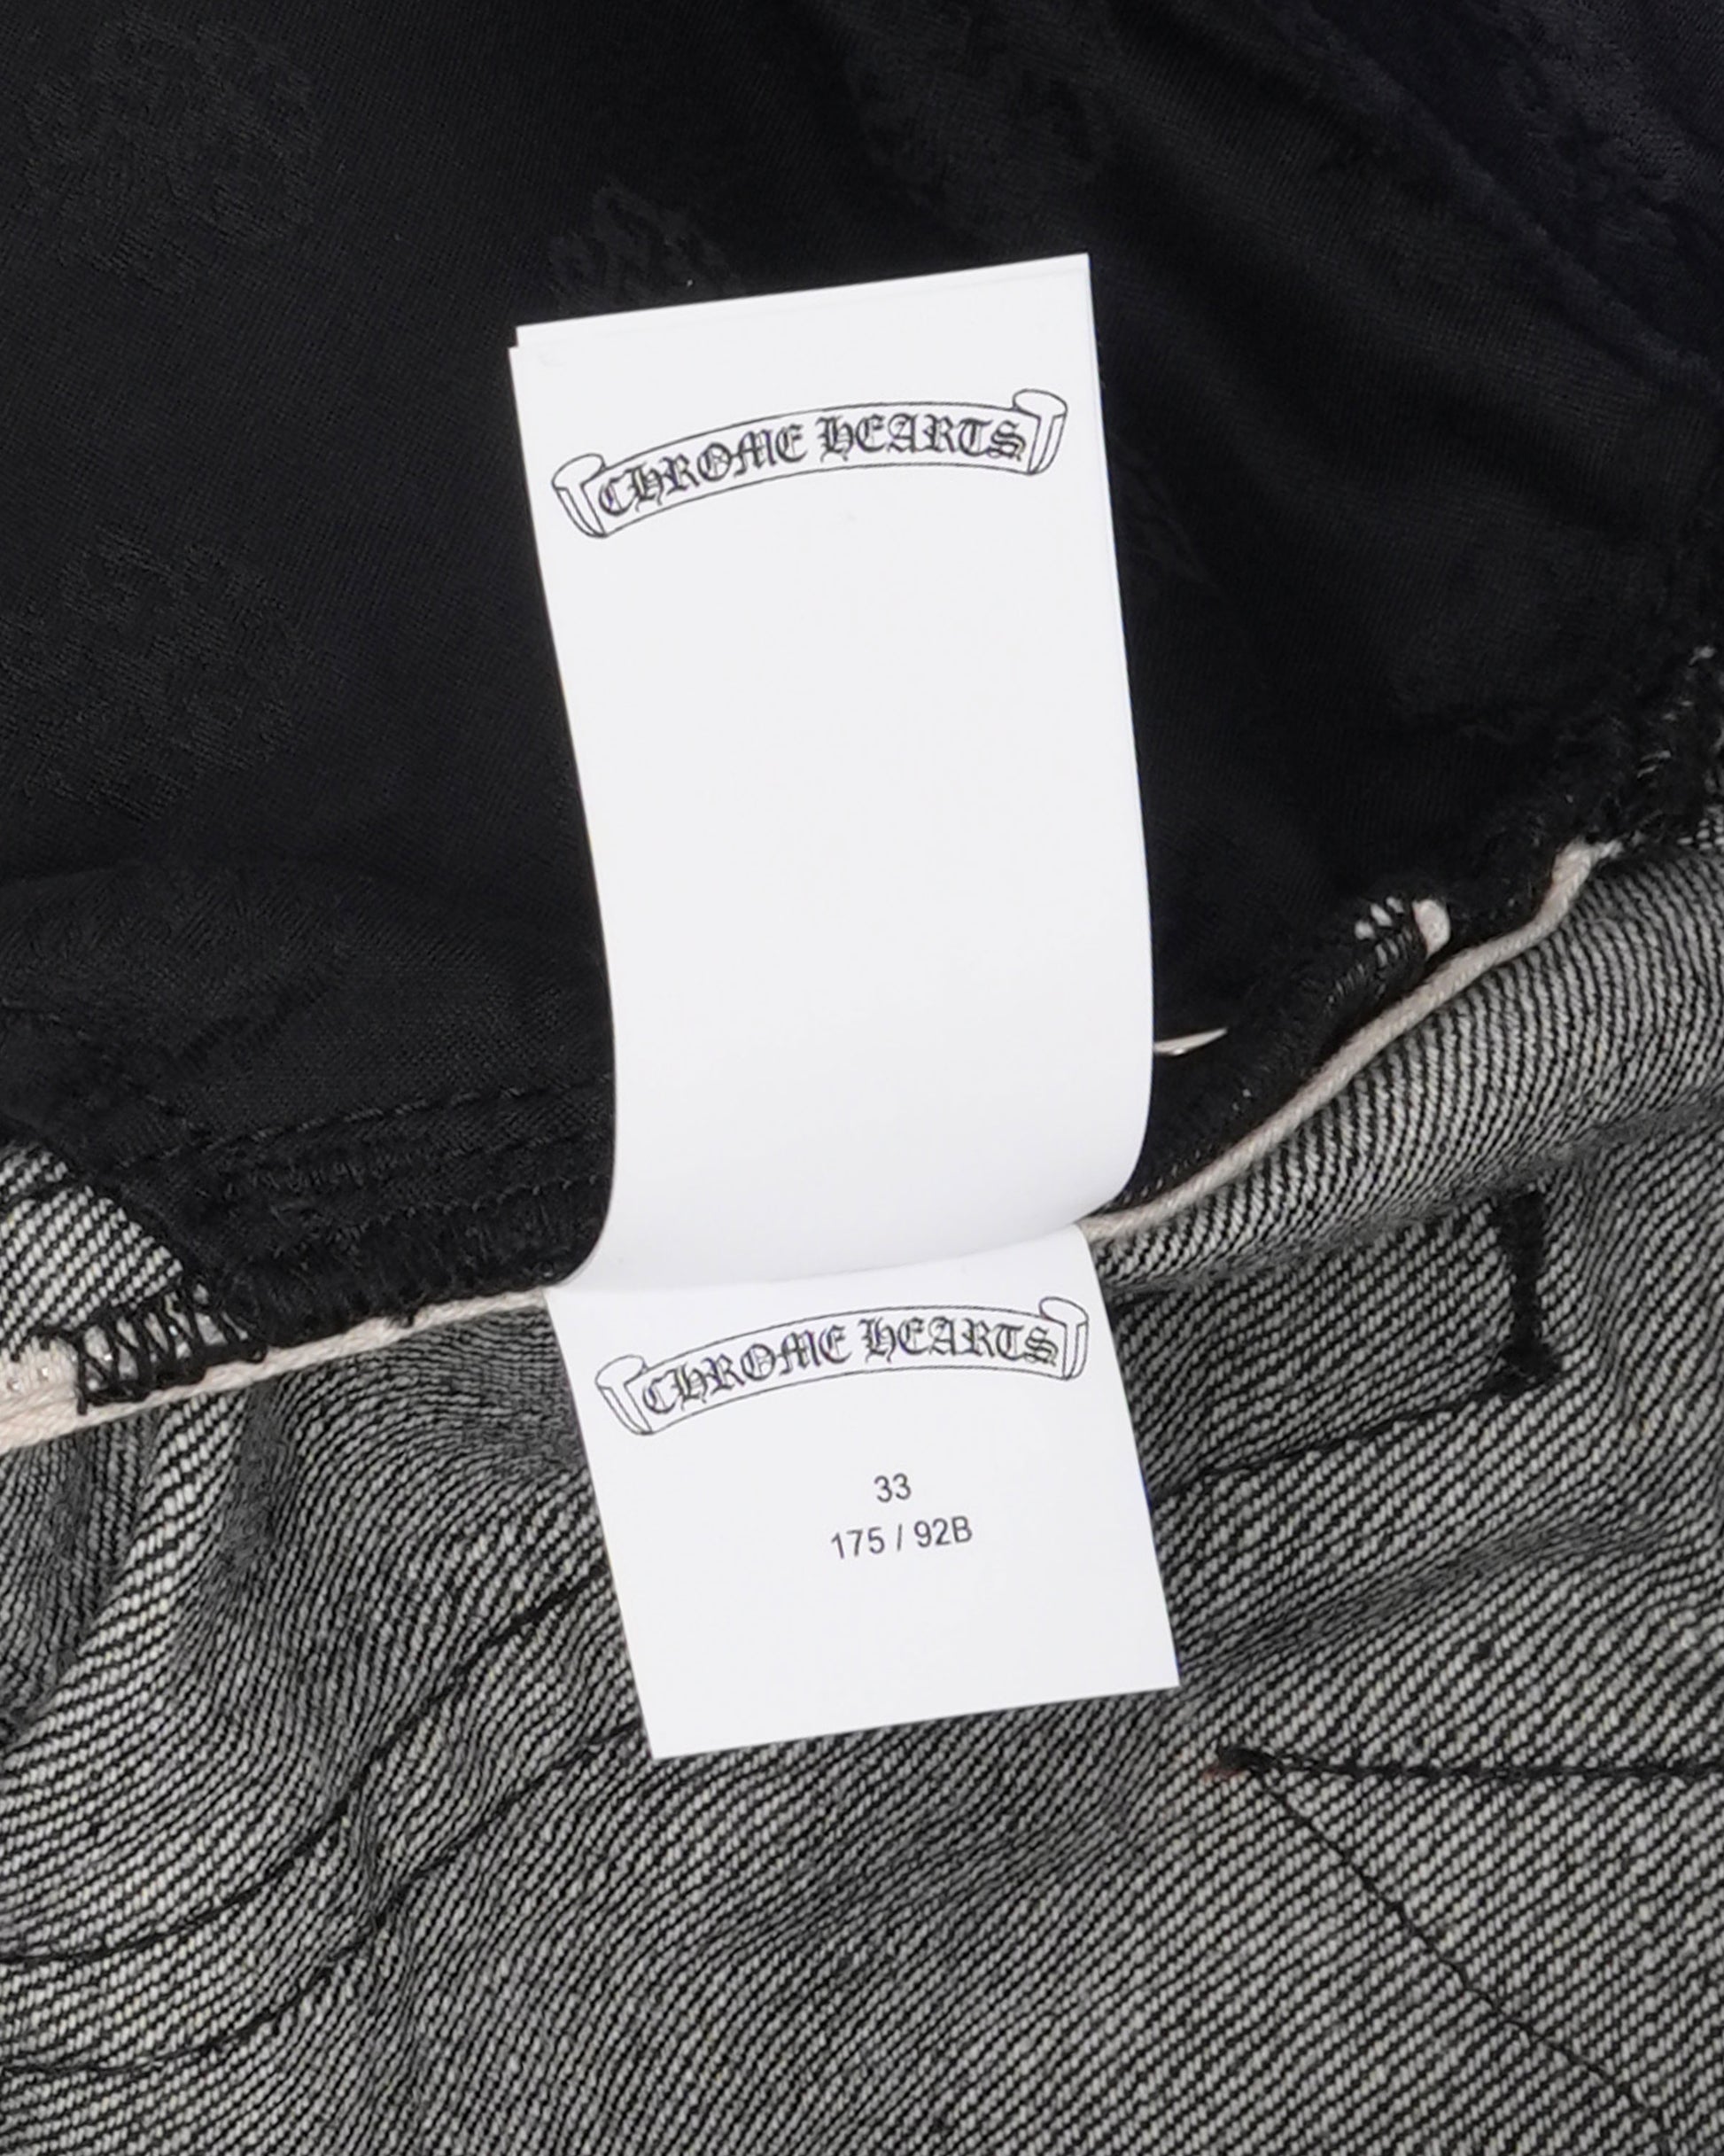 CHROME HEARTS
CHROME HEARTS
33
175 / 92B